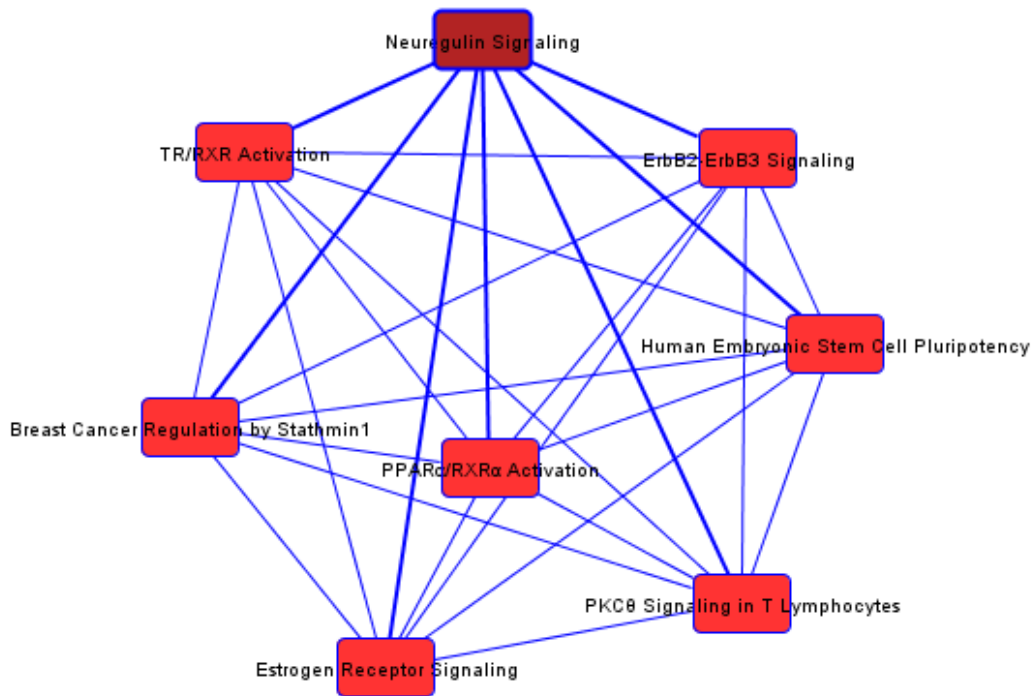 Neuregulin Signaling
TR/RXR Activation
ErbB2-ErbB3 Signaling
Human Embryonic Stem Cell Pluripotency
Breast Cancer Regulation by Stathmin1
PPARα/RXRα Activation
PKCθ Signaling in T Lymphocytes
Estrogen Receptor Signaling